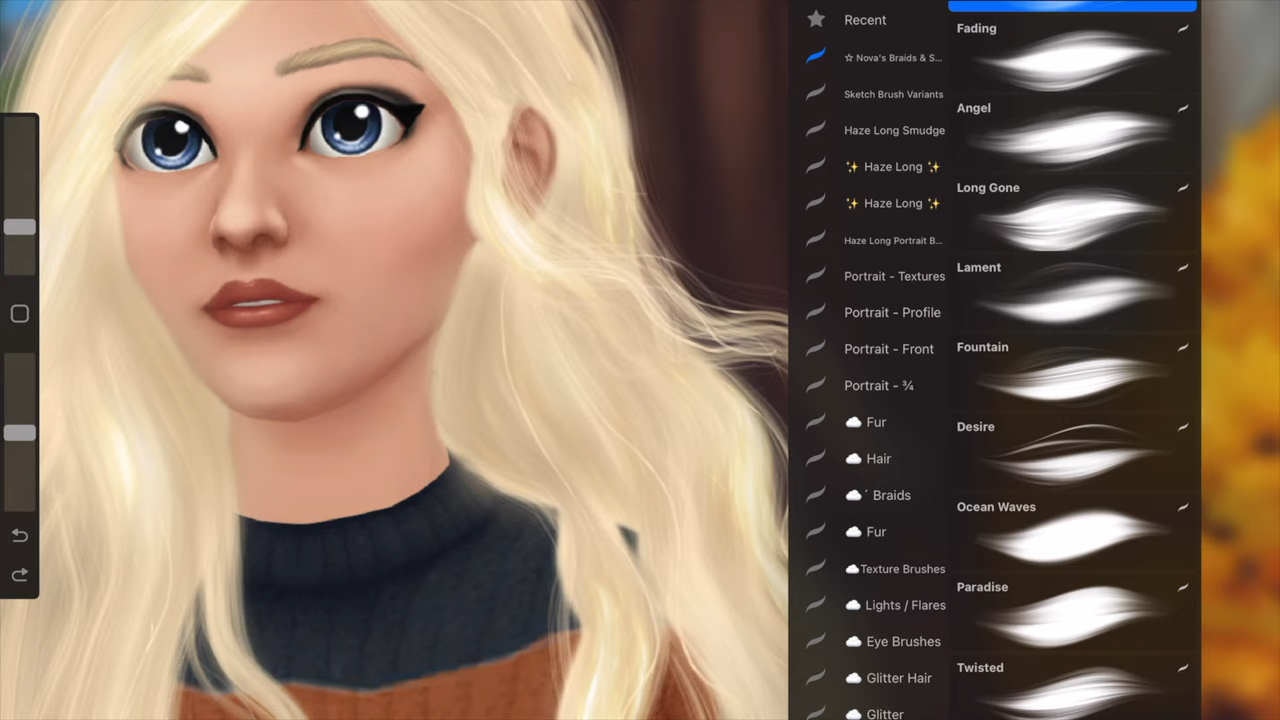 Recent
☆ Nova's Braids & S...
Sketch Brush Variants
Haze Long Smudge
✨ Haze Long ✨
✨ Haze Long ✨
Haze Long Portrait B...
Portrait - Textures
Portrait - Profile
Portrait - Front
Portrait - ¾
☁️ Fur
☁️ Hair
☁️´ Braids
☁️ Fur
☁️Texture Brushes
☁️ Lights / Flares
☁️ Eye Brushes
☁️ Glitter Hair
☁️ Glitter
Fading
Angel
Long Gone
Lament
Fountain
Desire
Ocean Waves
Paradise
Twisted